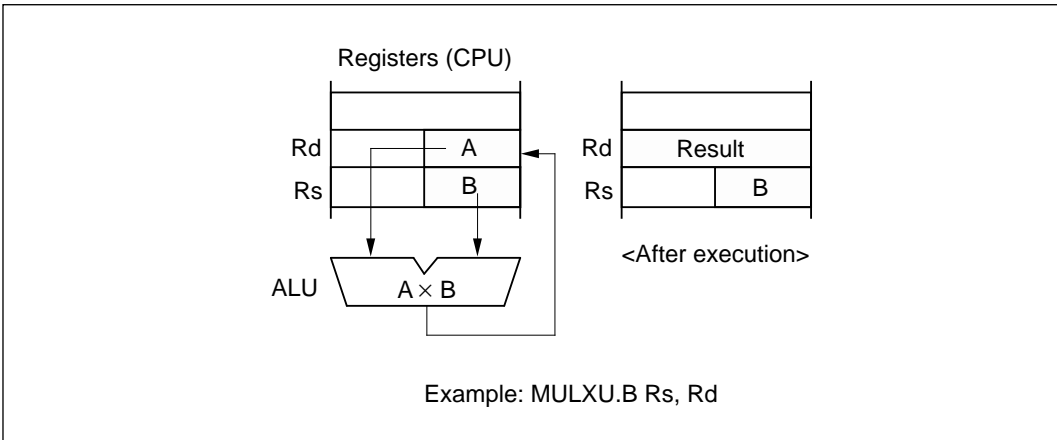 Registers (CPU)
Rd A
Rs B
ALU A × B
Rd Result
Rs B
<After execution>
Example: MULXU.B Rs, Rd